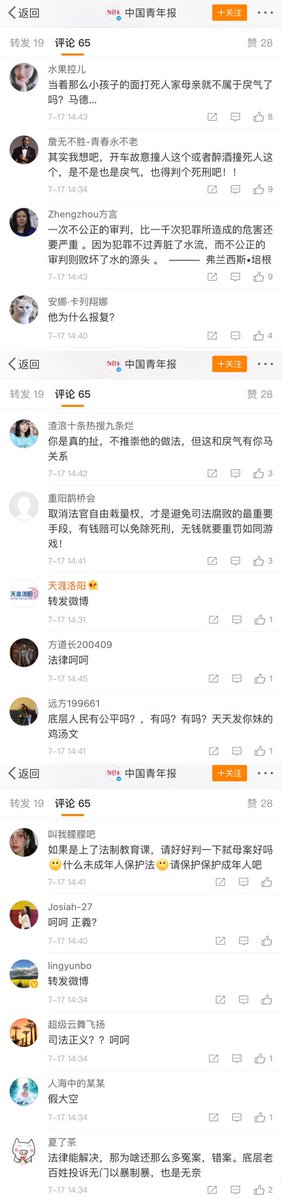 返回
中国青年报
+关注
转发 19 评论 65 赞 28
水果控儿
当着那么小孩子的面打死人家母亲就不属于戾气了
吗？马德...
7-17 14:43 8
詹无不胜-青春永不老
其实我想吧，开车故意撞人这个或者醉酒撞死人这
个，是不是也是戾气，也得判个死刑吧！！
7-17 14:34 9
Zhengzhou方言
一次不公正的审判，比一千次犯罪所造成的危害还
要严重 。因为犯罪不过弄脏了水流，而不公正的
审判则败坏了水的源头 。 ——— 弗兰西斯•培根
7-17 14:43 9
安娜·卡列翔娜
他为什么报复？
7-17 14:40 4
返回
中国青年报
+关注
转发 19 评论 65 赞 28
渣浪十条热搜九条烂
你是真的扯，不推崇他的做法，但这和戾气有你马
关系
7-17 14:42 3
重阳鹊桥会
取消法官自由栽量权，才是避免司法腐败的最重要
手段，有钱赔可以免除死刑，无钱就要重罚如同游
戏！
7-17 14:41 3
天涯洛阳
转发微博
7-17 14:31 1
方道长200409
法律呵呵
7-17 14:45 1
远方199661
底层人民有公平吗？，有吗？有吗？天天发你妹的
鸡汤文
7-17 14:41 1
返回
中国青年报
+关注
转发 19 评论 65 赞 28
叫我朦朦吧
如果是上了法制教育课，请好好判一下弑母案好吗
🙂什么未成年人保护法🙂请保护保护成年人吧
7-17 14:41
Josiah-27
呵呵 正義？
7-17 14:40
lingyunbo
转发微博
7-17 14:34
超级云舞飞扬
司法正义？？呵呵
7-17 14:34 1
人海中的某某
假大空
7-17 14:34 1
夏了茶
法律能解决，那为啥还那么多冤案，错案。底层老
百姓投诉无门以暴制暴，也是无奈
7-17 14:34 1